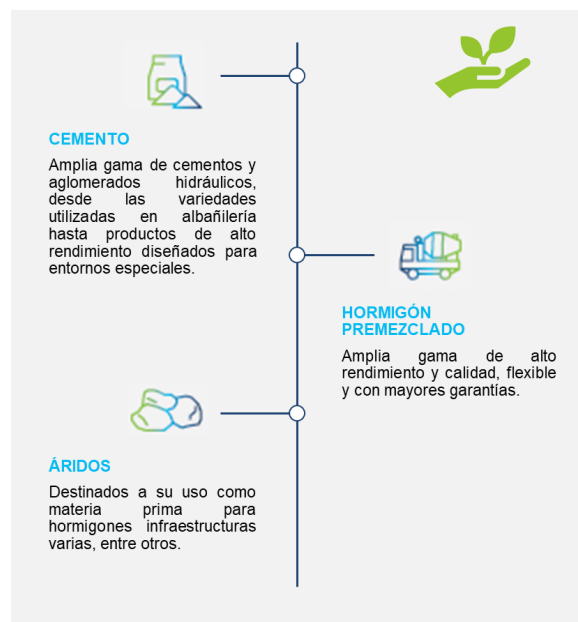 CEMENTO
Amplia gama de cementos y
aglomerados hidráulicos,
desde las variedades
utilizadas en albañilería
hasta productos de alto
rendimiento diseñados para
entornos especiales.
HORMIGÓN
PREMEZCLADO
Amplia gama de alto
rendimiento y calidad, flexible
y con mayores garantías.
ÁRIDOS
Destinados a su uso como
materia prima para
hormigones infraestructuras
varias, entre otros.